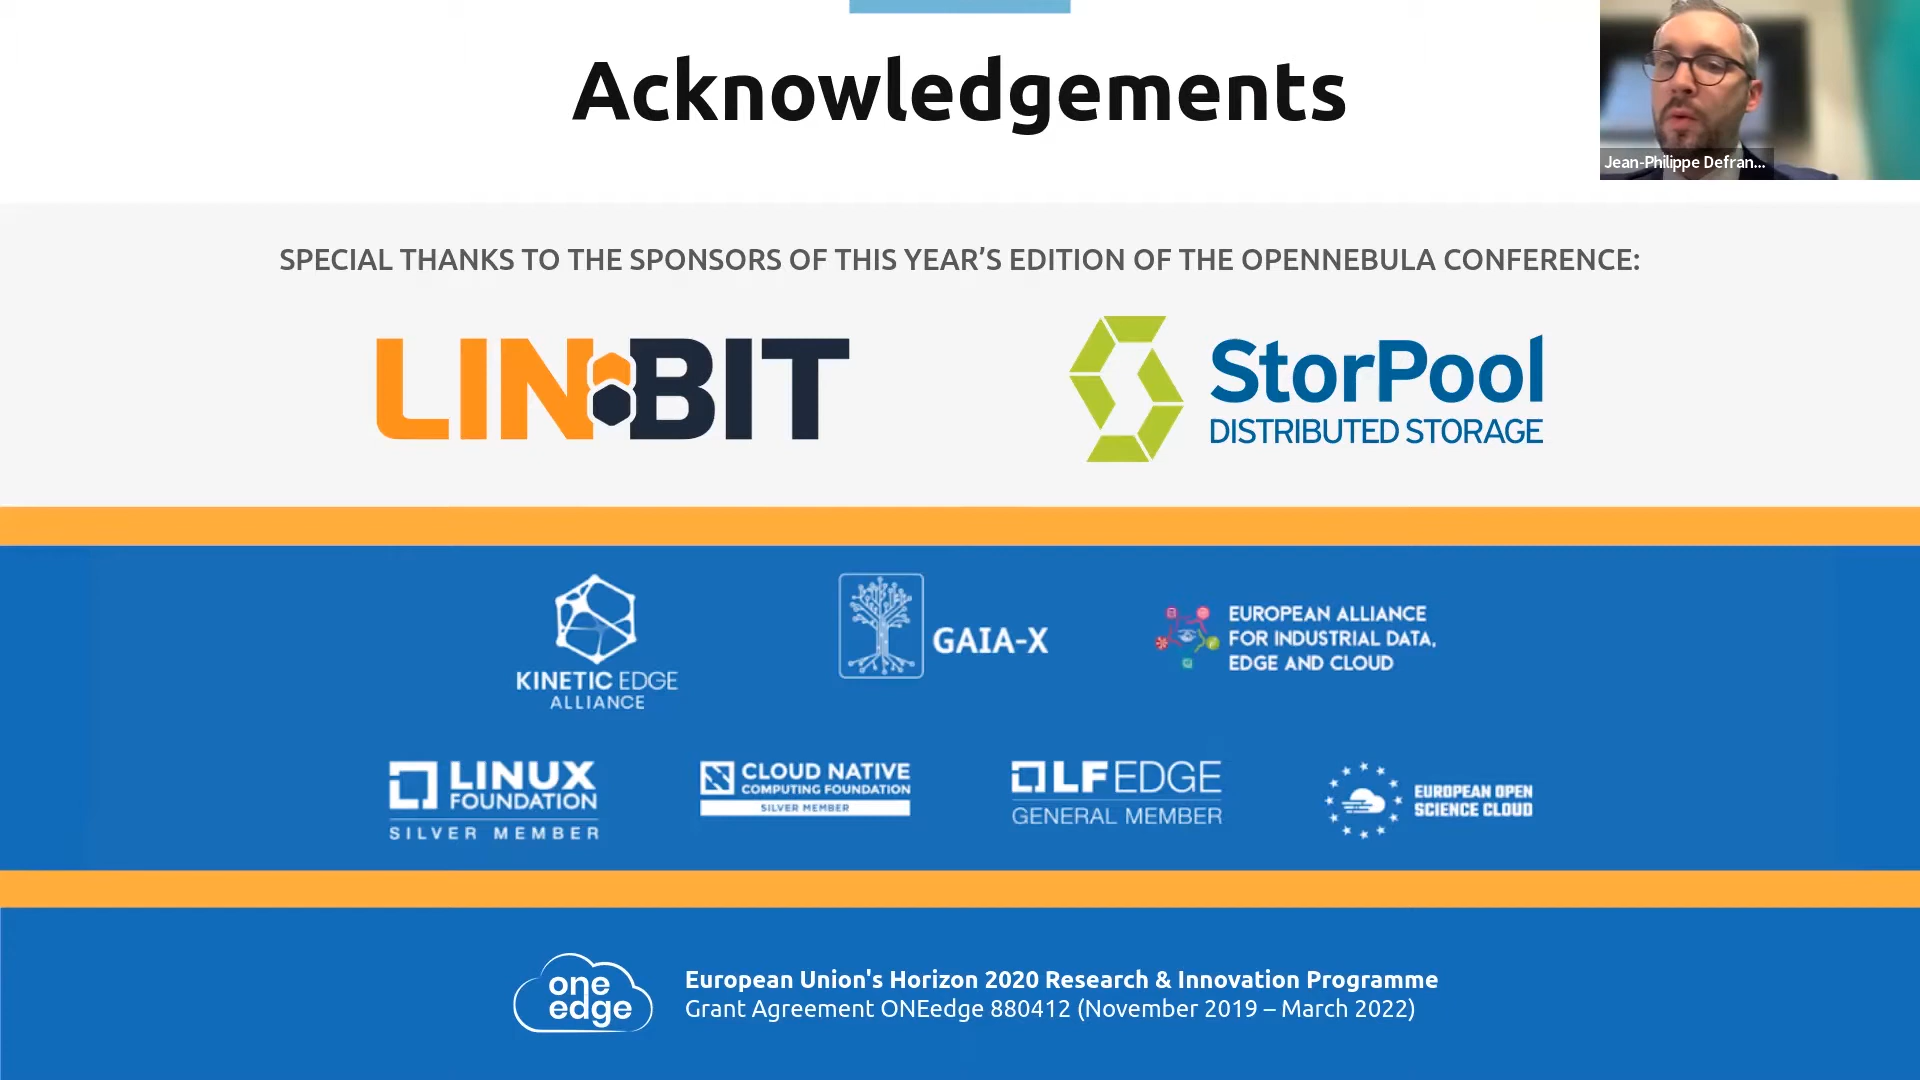 Acknowledgements
Jean-Philippe Defran...
SPECIAL THANKS TO THE SPONSORS OF THIS YEAR’S EDITION OF THE OPENNEBULA CONFERENCE:
LINBIT
StorPool
DISTRIBUTED STORAGE
KINETIC EDGE
ALLIANCE
GAIA-X
EUROPEAN ALLIANCE
FOR INDUSTRIAL DATA,
EDGE AND CLOUD
LINUX
FOUNDATION
SILVER MEMBER
CLOUD NATIVE
COMPUTING FOUNDATION
SILVER MEMBER
LF EDGE
GENERAL MEMBER
EUROPEAN OPEN
SCIENCE CLOUD
one
edge
European Union's Horizon 2020 Research & Innovation Programme
Grant Agreement ONEedge 880412 (November 2019 – March 2022)